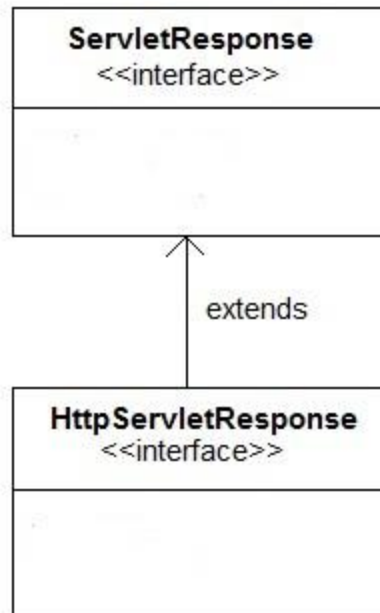 ServletResponse
<<interface>>
extends
HttpServletResponse
<<interface>>